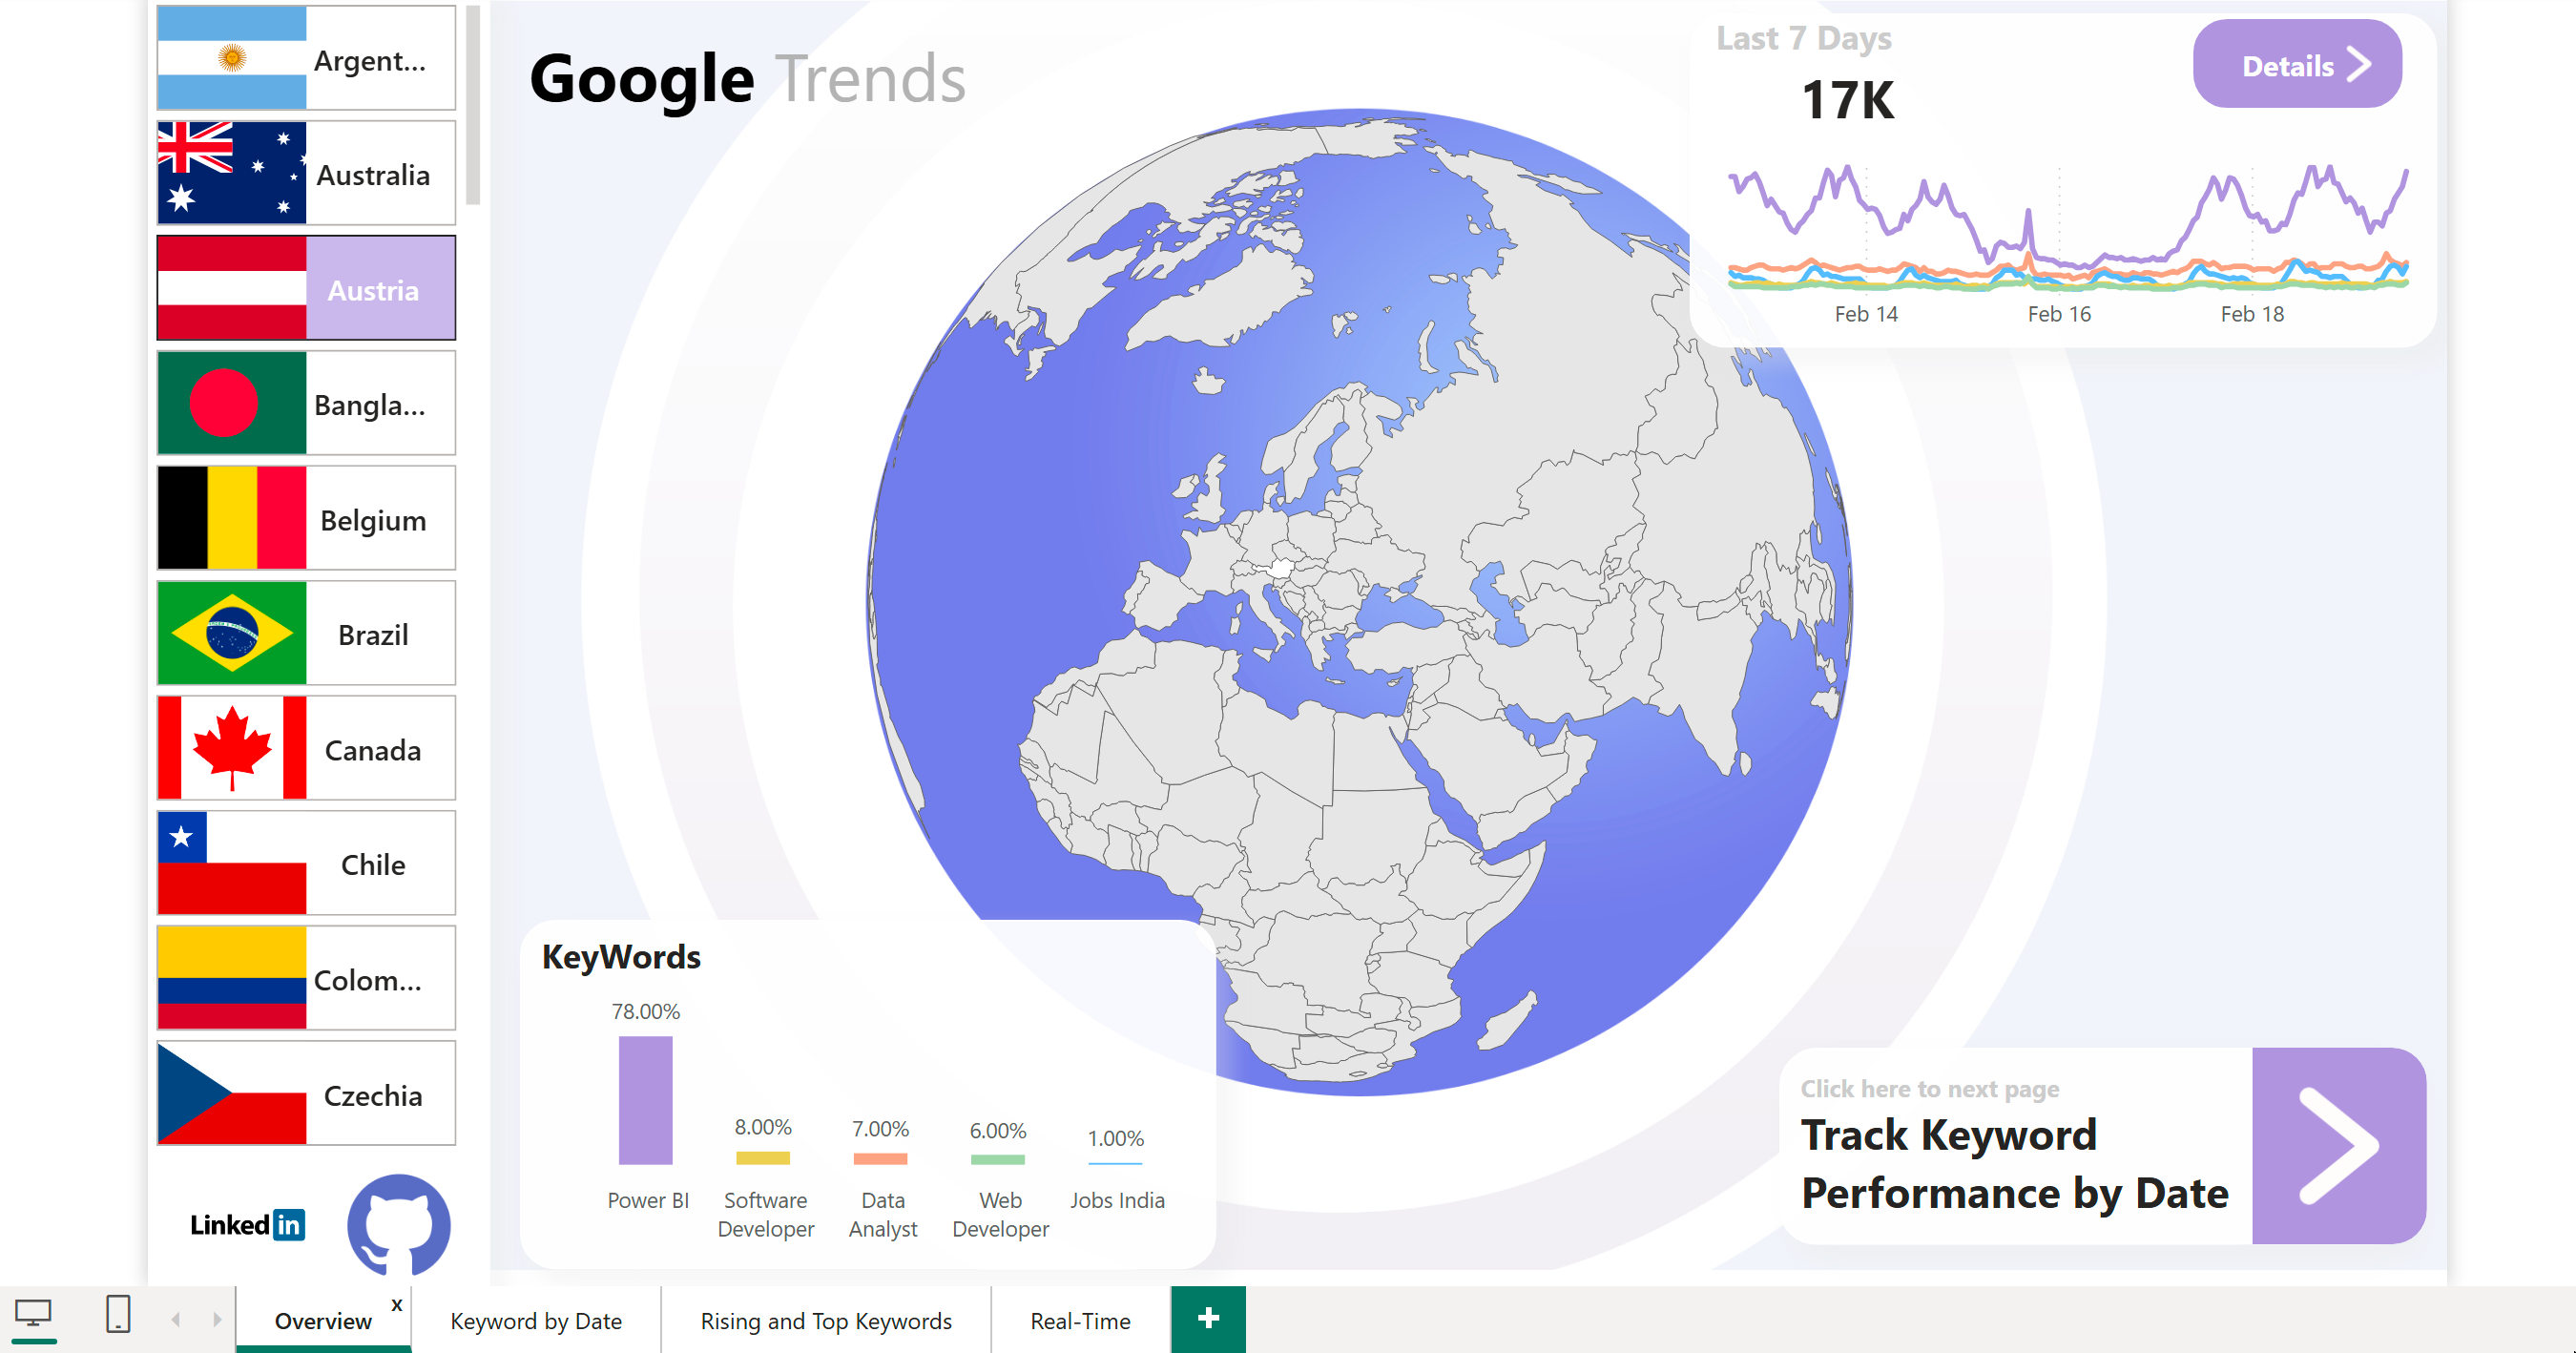 Argent...
Australia
Austria
Bangla...
Belgium
Brazil
Canada
Chile
Colom...
Czechia
Linked in
Google Trends
Last 7 Days
17K
Details
Feb 14
Feb 16
Feb 18
KeyWords
78.00%
8.00%
7.00%
6.00%
1.00%
Power BI
Software
Developer
Data
Analyst
Web
Developer
Jobs India
Click here to next page
Track Keyword
Performance by Date
Overview x
Keyword by Date
Rising and Top Keywords
Real-Time
+